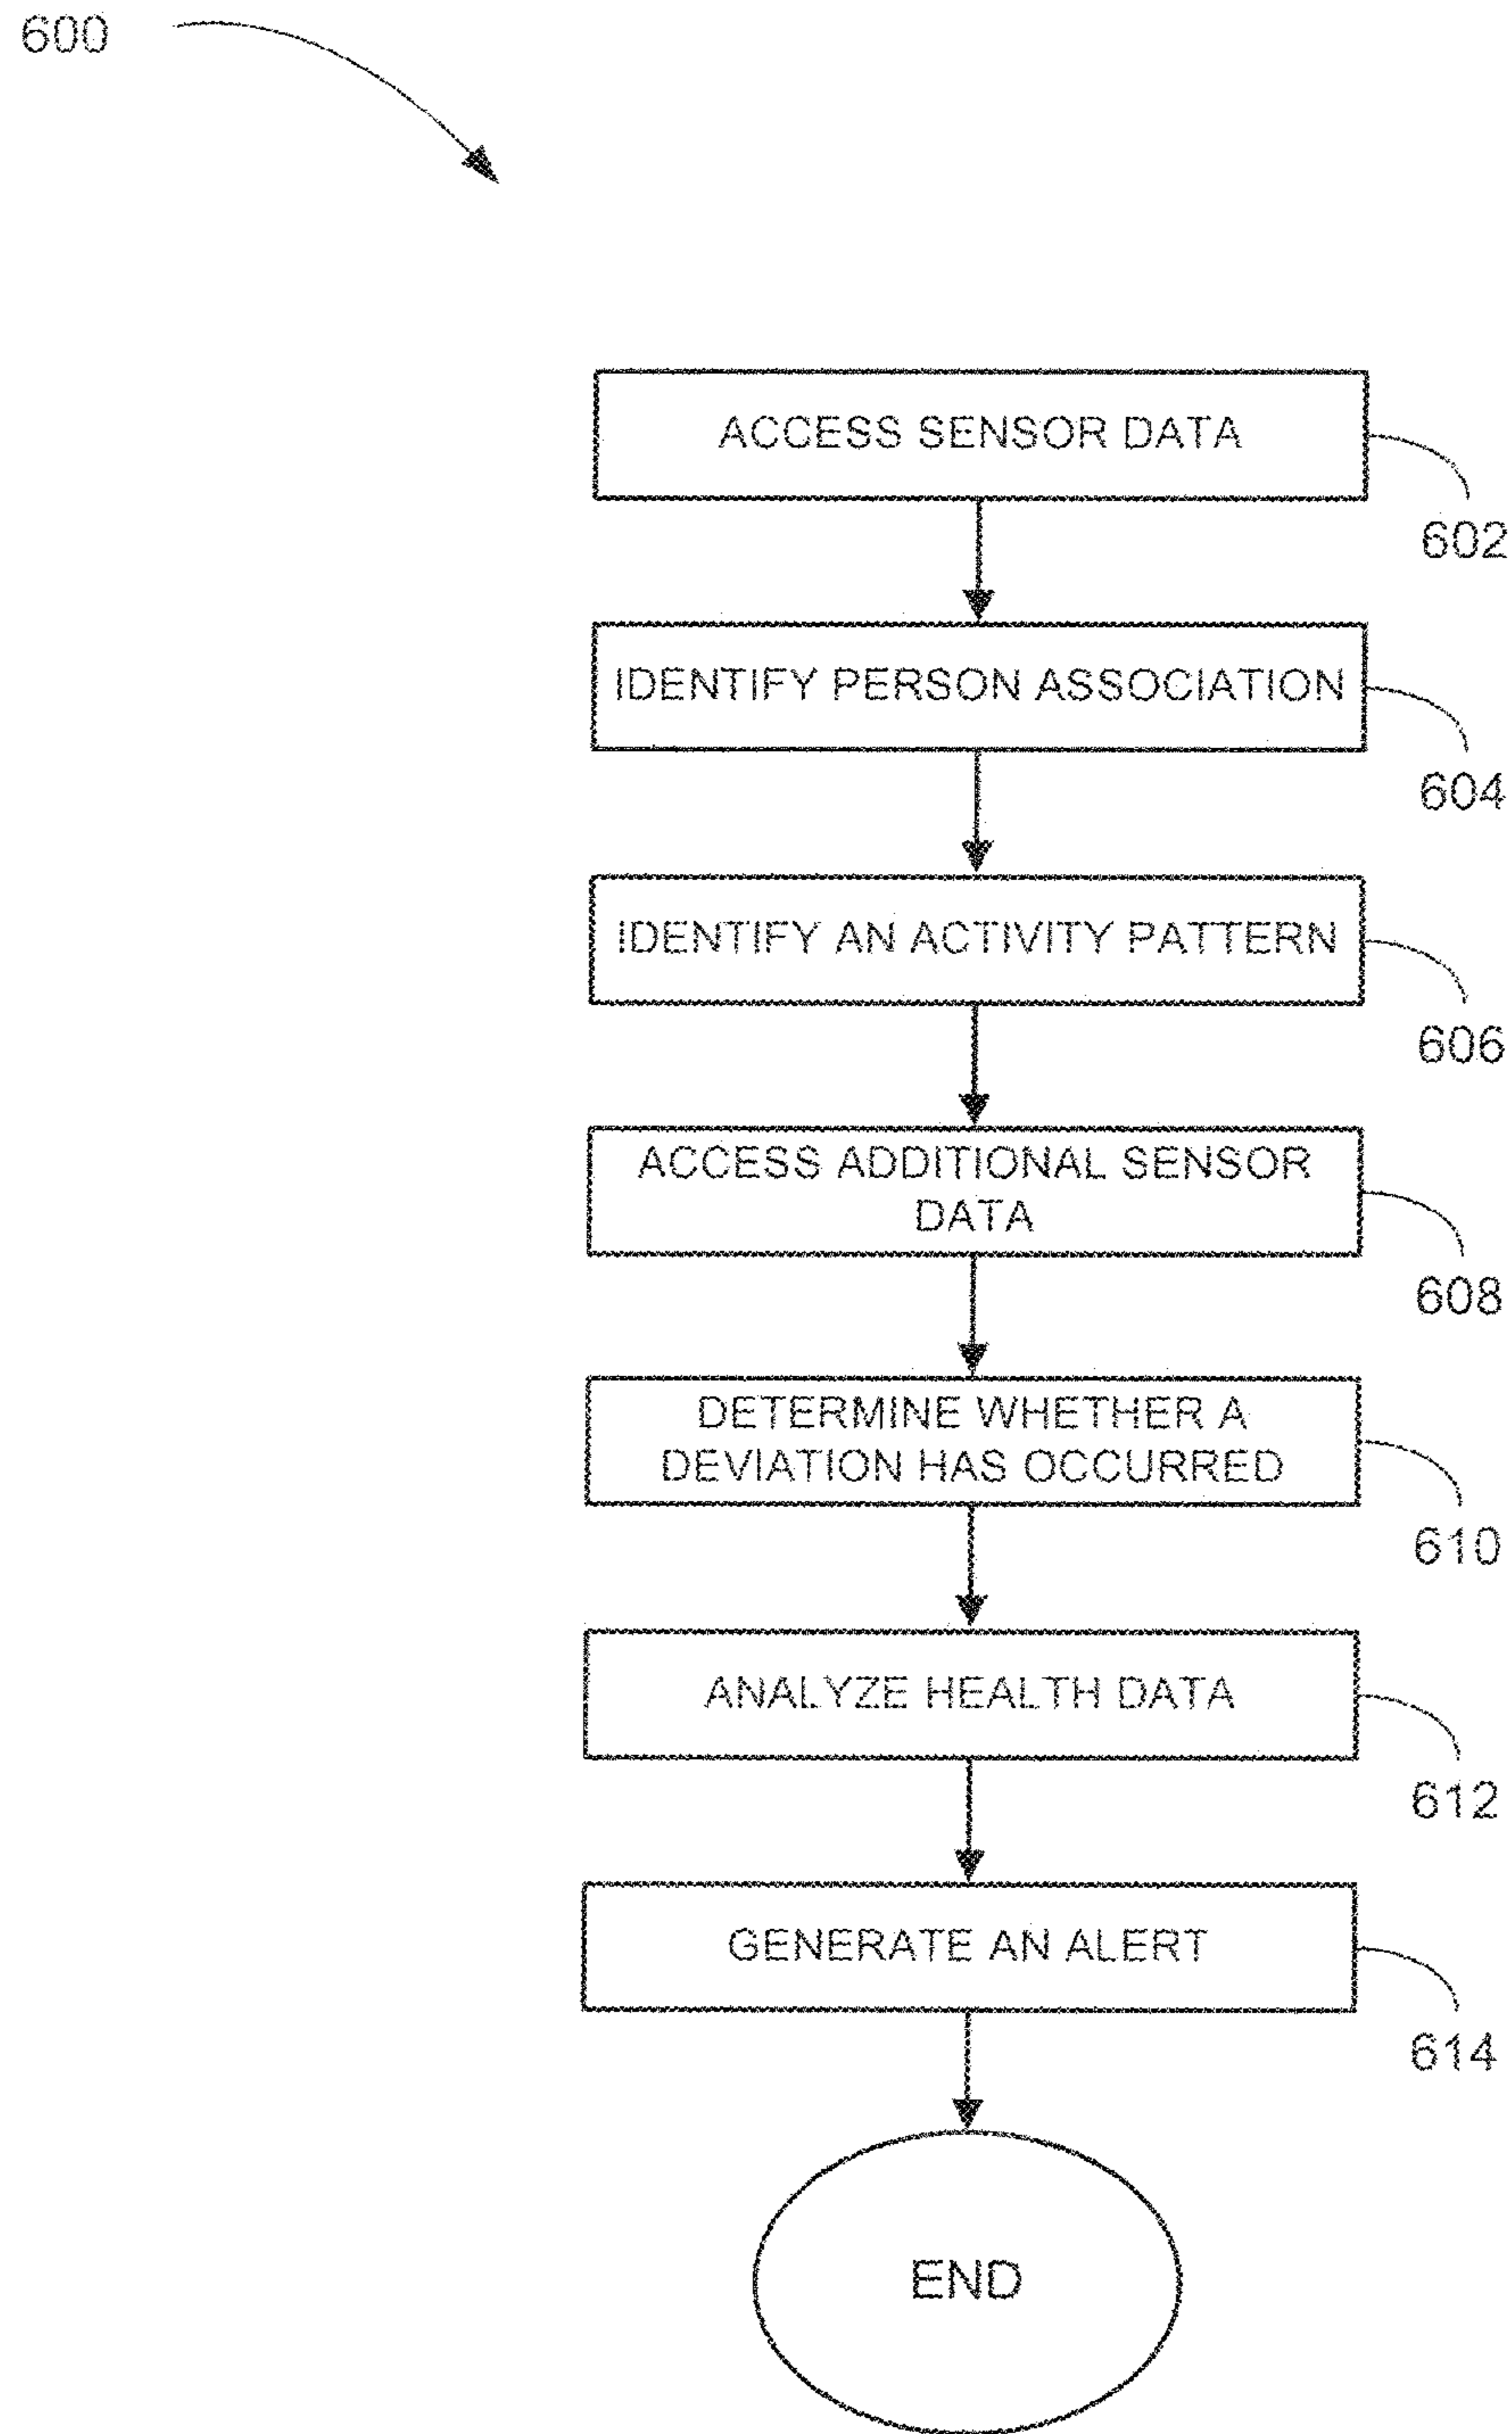 600
ACCESS SENSOR DATA
602
IDENTIFY PERSON ASSOCIATION
604
IDENTIFY AN ACTIVITY PATTERN
606
ACCESS ADDITIONAL SENSOR
DATA
608
DETERMINE WHETHER A
DEVIATION HAS OCCURRED
610
ANALYZE HEALTH DATA
612
GENERATE AN ALERT
614
END